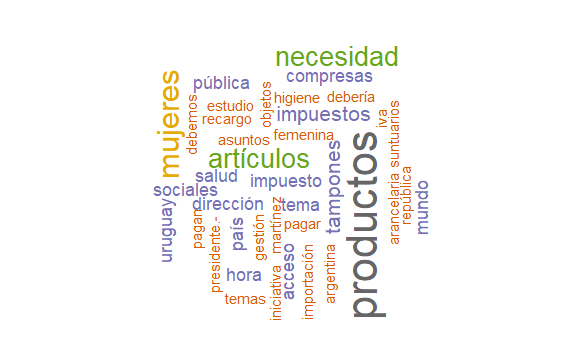 necesidad
compresas
pública
mujeres
debemos
estudio
objetos
higiene
debería
recargo
impuestos
iva
asuntos
femenina
artículos
tampones
productos
arancelaria
suntuarios
república
mundo
salud
impuesto
sociales
dirección
tema
uruguay
pagan
presidente.-
país
gestión
martínez
pagar
hora
acceso
importación
argentina
temas
iniciativa